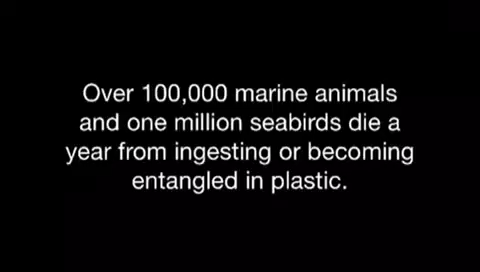 Over 100,000 marine animals
and one million seabirds die a
year from ingesting or becoming
entangled in plastic.